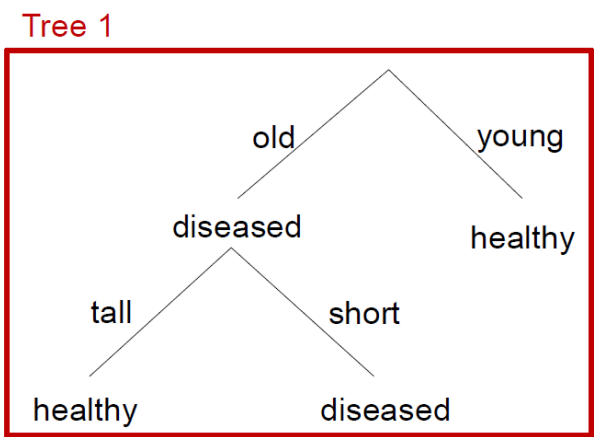 Tree 1
old
young
diseased
healthy
tall
short
healthy
diseased